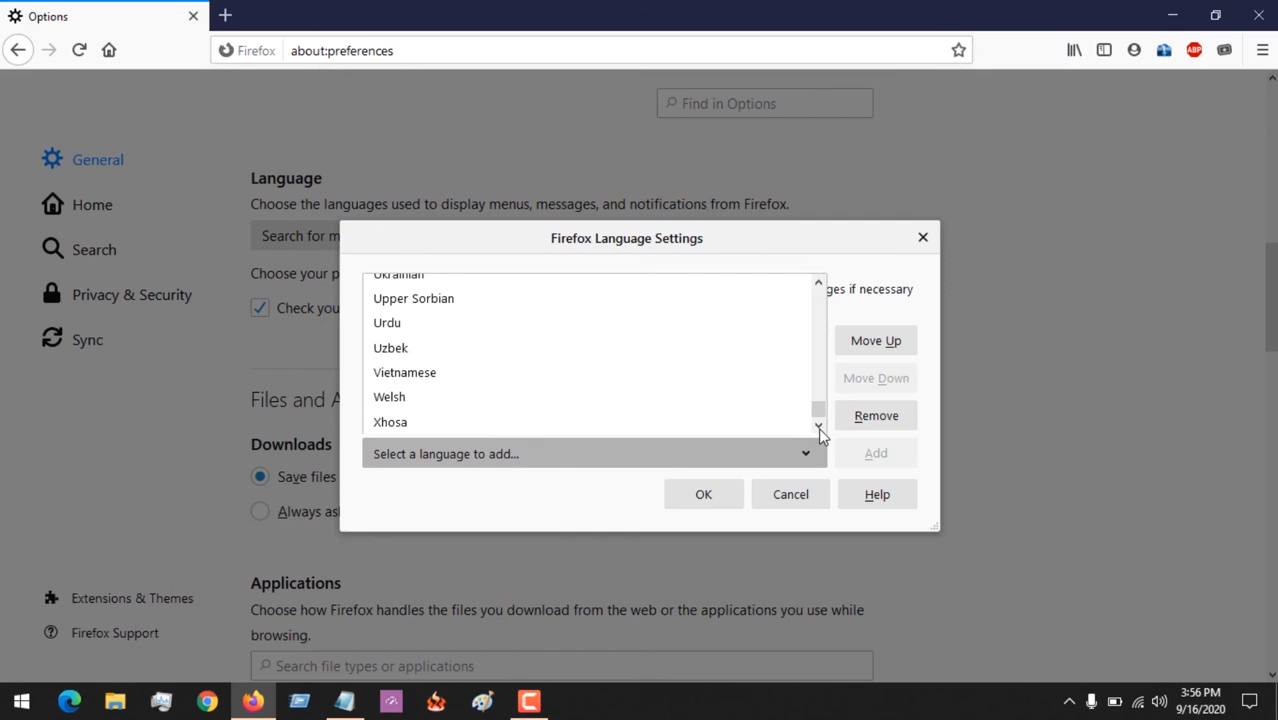 Options
Firefox
about:preferences
ABP
Find in Options
General
Home
Search
Privacy & Security
Sync
Extensions & Themes
Firefox Support
Language
Choose the languages used to display menus, messages, and notifications from Firefox.
Search for m
Choose your p
Check you
Files and A
Downloads
Save files
Always as
Applications
Choose how Firefox handles the files you download from the web or the applications you use while
browsing.
Search file types or applications
Firefox Language Settings
ges if necessary
Ukrainian
Upper Sorbian
Urdu
Uzbek
Vietnamese
Welsh
Xhosa
Select a language to add...
Move Up
Move Down
Remove
Add
OK
Cancel
Help
3:56 PM
9/16/2020